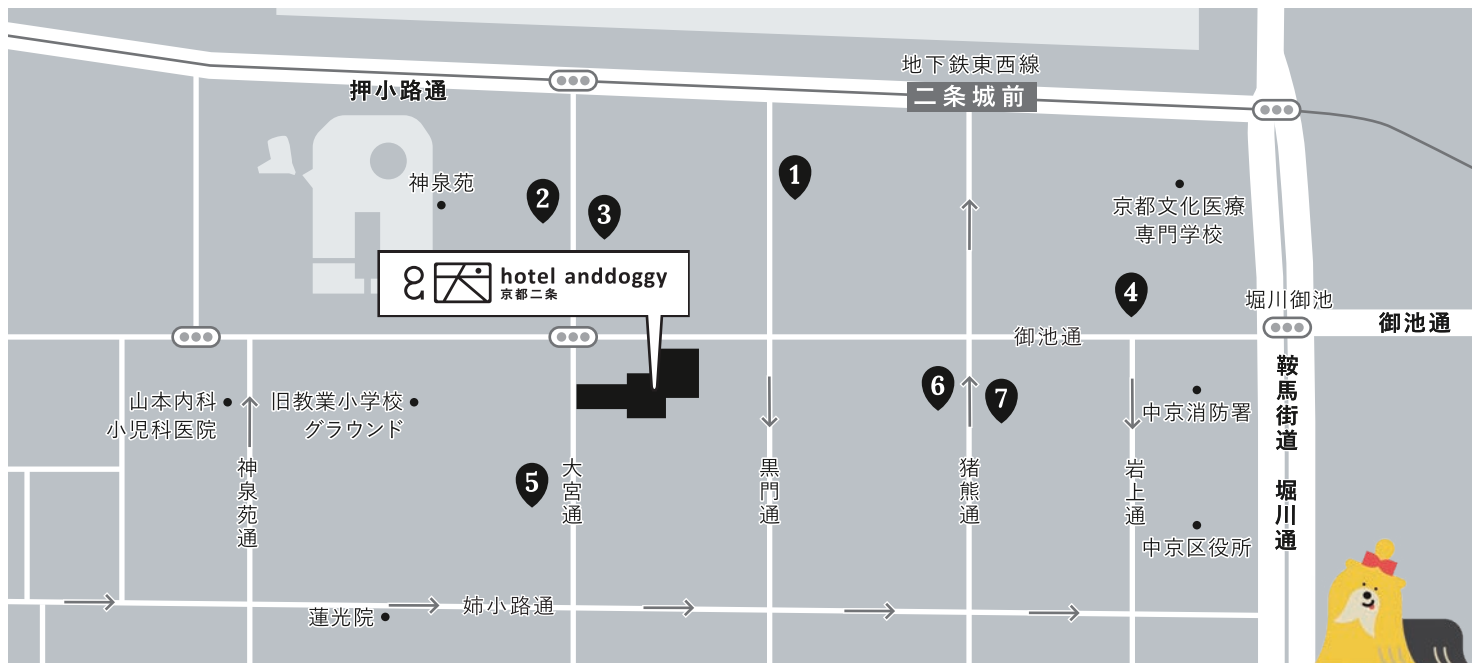 地下鉄東西線
二条城前
押小路通
神泉苑
1
2
3
京都文化医療
専門学校
hotel anddoggy
京都二条
4
堀川御池
御池通
御池通
山本内科
小児科医院
旧教業小学校
グラウンド
6
7
中京消防署
鞍馬街道 堀川通
5
神泉苑通
大宮通
黒門通
猪熊通
岩上通
中京区役所
姉小路通
蓮光院